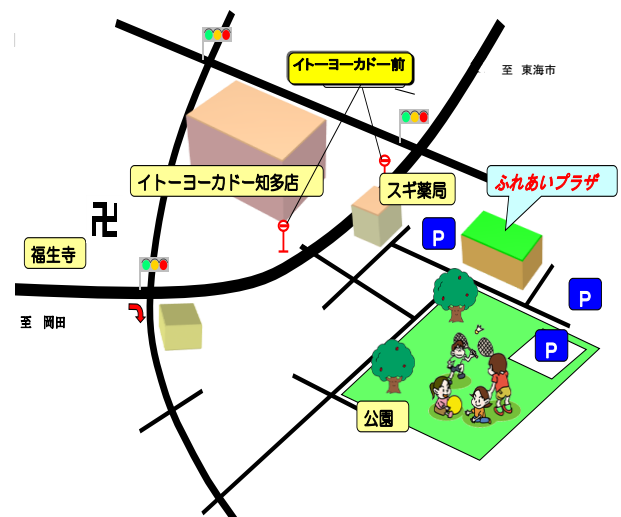 イトーヨーカドー前
至 東海市
イトーヨーカドー知多店
スギ薬局
ふれあいプラザ
卍
P
福生寺
P
至 岡田
P
公園